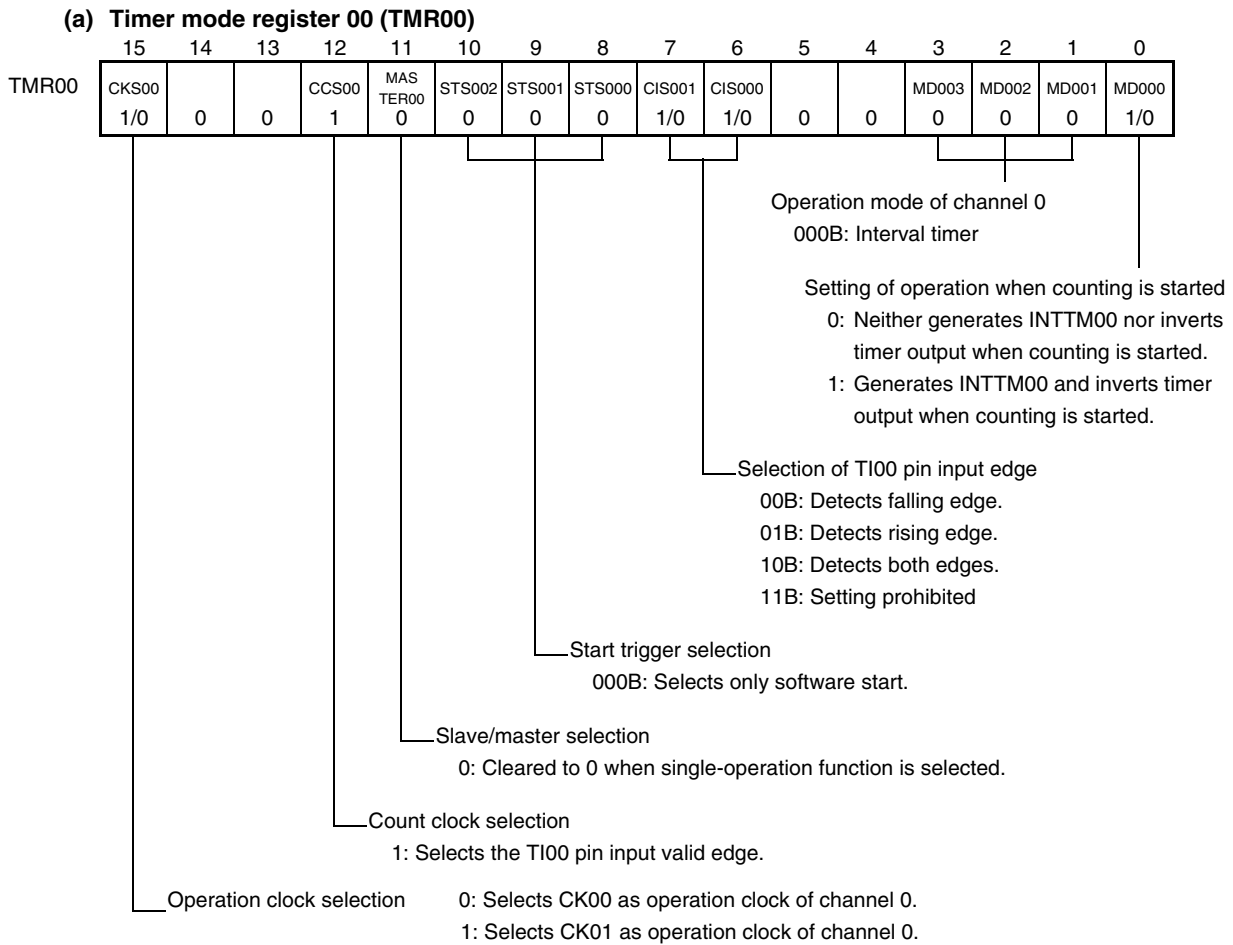 (a) Timer mode register 00 (TMR00)
15 14 13 12 11 10 9 8 7 6 5 4 3 2 1 0
TMR00 CKS00 CCS00 MAS TER00 STS002 STS001 STS000 CIS001 CIS000 MD003 MD002 MD001 MD000
1/0 0 0 1 0 0 0 0 1/0 1/0 0 0 0 0 0 1/0
Operation mode of channel 0
000B: Interval timer
Setting of operation when counting is started
0: Neither generates INTTM00 nor inverts
timer output when counting is started.
1: Generates INTTM00 and inverts timer
output when counting is started.
Selection of TI00 pin input edge
00B: Detects falling edge.
01B: Detects rising edge.
10B: Detects both edges.
11B: Setting prohibited
Start trigger selection
000B: Selects only software start.
Slave/master selection
0: Cleared to 0 when single-operation function is selected.
Count clock selection
1: Selects the TI00 pin input valid edge.
Operation clock selection 0: Selects CK00 as operation clock of channel 0.
1: Selects CK01 as operation clock of channel 0.